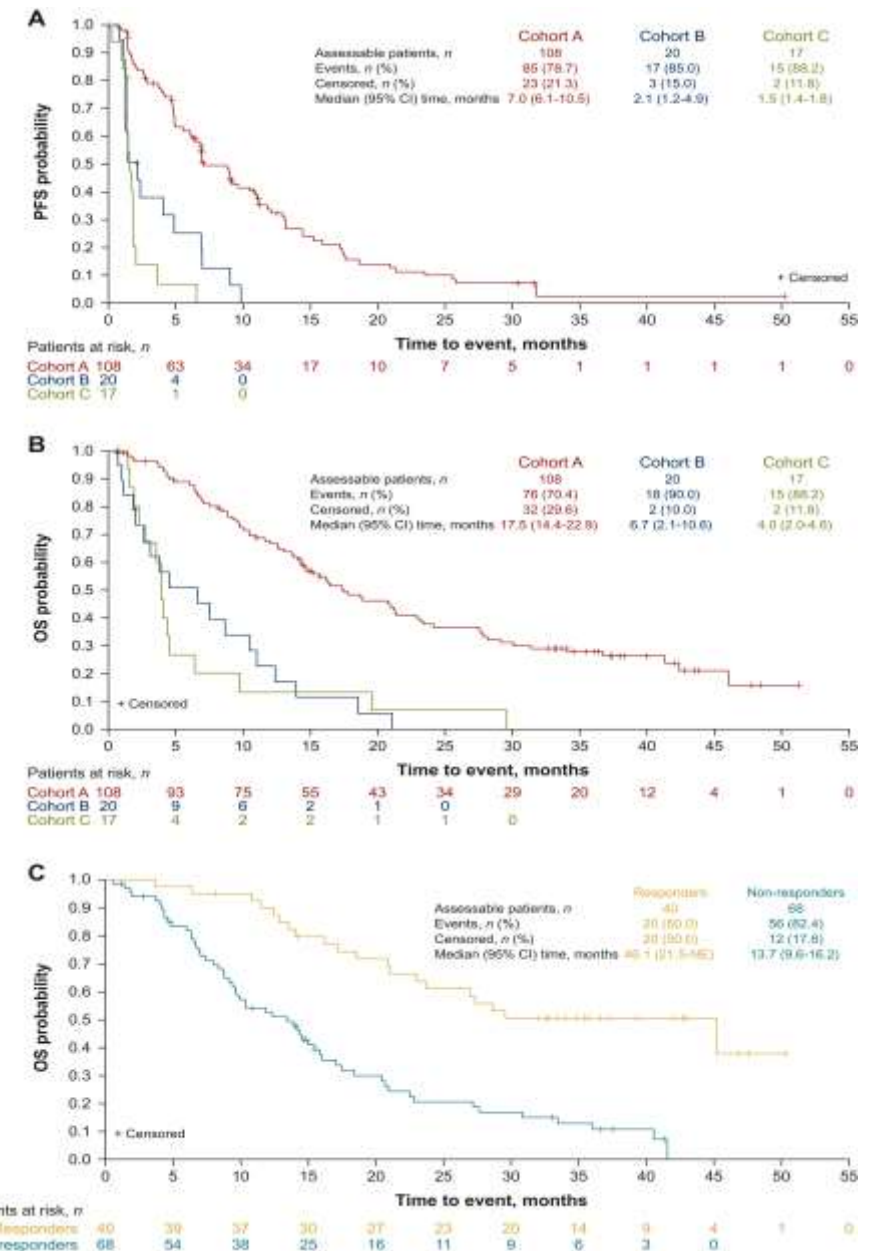 A
Cohort A Cohort B Cohort C
Assessable patients, n 108 20 17
Events, n (%) 85 (78.7) 17 (85.0) 15 (88.2)
Censored, n (%) 23 (21.3) 3 (15.0) 2 (11.8)
Median (95% CI) time, months 7.0 (6.1-10.5) 2.1 (1.2-4.9) 1.5 (1.4-1.8)
PFS probability
1.0
0.9
0.8
0.7
0.6
0.5
0.4
0.3
0.2
0.1
0.0
+ Censored
0 5 10 15 20 25 30 35 40 45 50 55
Time to event, months
Patients at risk, n
Cohort A 108 63 34 17 10 7 5 1 1 1 1 0
Cohort B 20 4 0
Cohort C 17 1 0
B
Cohort A Cohort B Cohort C
Assessable patients, n 108 20 17
Events, n (%) 76 (70.4) 18 (90.0) 15 (88.2)
Censored, n (%) 32 (29.6) 2 (10.0) 2 (11.8)
Median (95% CI) time, months 17.5 (14.4-22.8) 6.7 (2.1-10.6) 4.0 (2.0-4.6)
OS probability
1.0
0.9
0.8
0.7
0.6
0.5
0.4
0.3
0.2
0.1
0.0
+ Censored
0 5 10 15 20 25 30 35 40 45 50 55
Time to event, months
Patients at risk, n
Cohort A 108 93 75 55 43 34 29 20 12 4 1 0
Cohort B 20 9 6 2 1 0
Cohort C 17 4 2 2 1 1 0
C
Responders Non-responders
Assessable patients, n 40 68
Events, n (%) 20 (50.0) 56 (82.4)
Censored, n (%) 20 (50.0) 12 (17.6)
Median (95% CI) time, months (21.5-NE) 13.7 (9.6-16.2)
OS probability
1.0
0.9
0.8
0.7
0.6
0.5
0.4
0.3
0.2
0.1
0.0
+ Censored
0 5 10 15 20 25 30 35 40 45 50 55
Time to event, months
nts at risk, n
Responders 40 39 37 30 27 23 20 14 9 4 1 0
responders 68 54 38 25 16 11 9 6 3 0